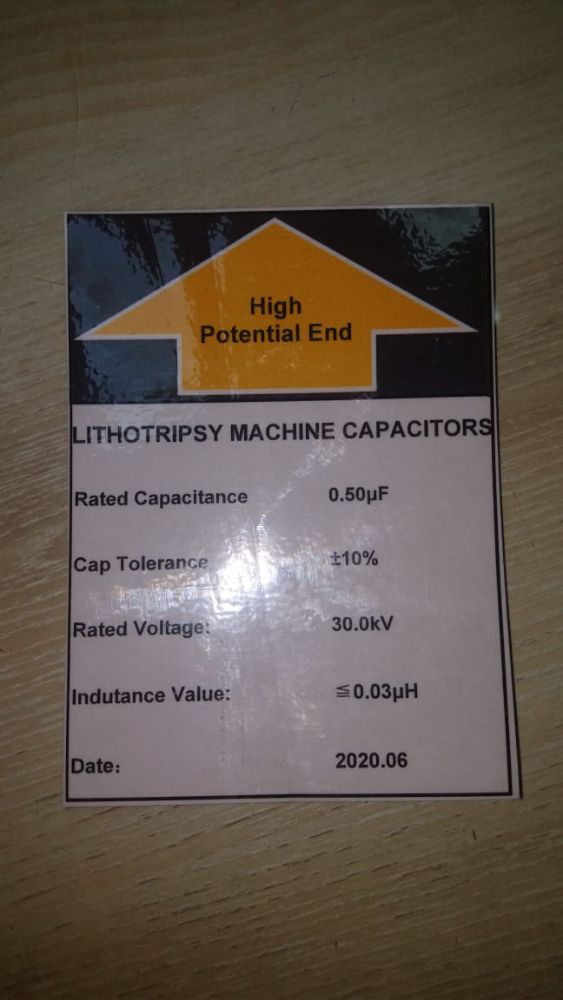 High
Potential End
LITHOTRIPSY MACHINE CAPACITORS
Rated Capacitance 0.50μF
Cap Tolerance ±10%
Rated Voltage: 30.0kV
Indutance Value: ≦0.03μH
Date： 2020.06